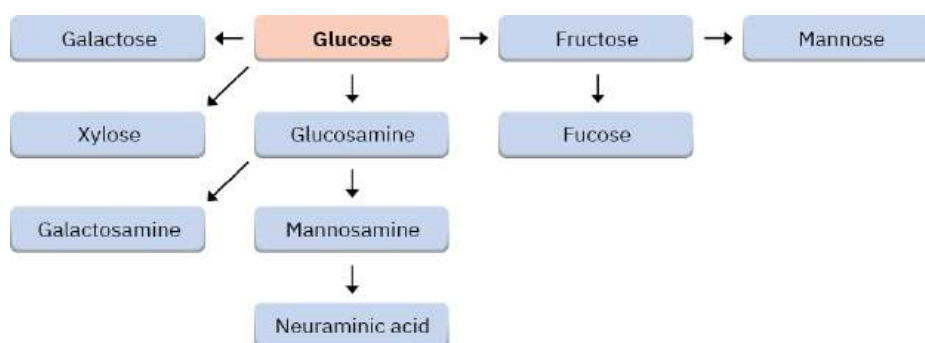 Galactose
Glucose
Fructose
Mannose
Xylose
Glucosamine
Fucose
Galactosamine
Mannosamine
Neuraminic acid